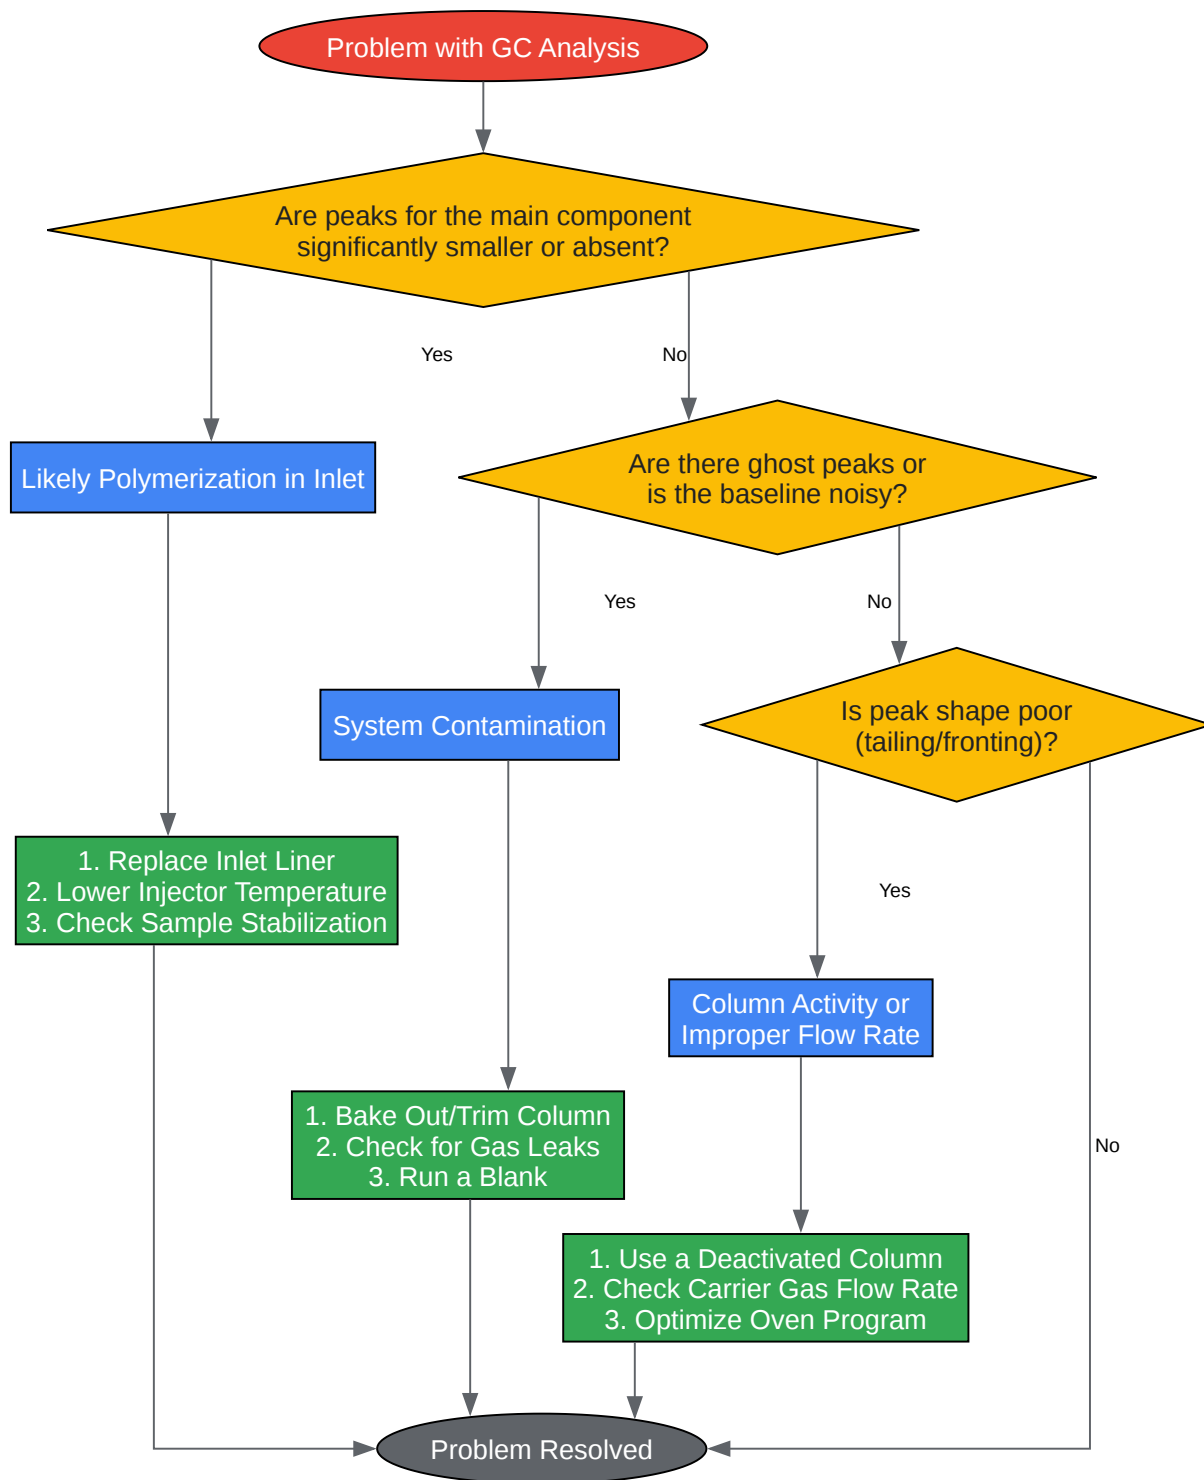 Problem with GC Analysis
Are peaks for the main component
significantly smaller or absent?
Yes
No
Likely Polymerization in Inlet
Are there ghost peaks or
is the baseline noisy?
Yes
No
System Contamination
Is peak shape poor
(tailing/fronting)?
1. Replace Inlet Liner
2. Lower Injector Temperature
3. Check Sample Stabilization
Yes
Column Activity or
Improper Flow Rate
1. Bake Out/Trim Column
2. Check for Gas Leaks
3. Run a Blank
No
1. Use a Deactivated Column
2. Check Carrier Gas Flow Rate
3. Optimize Oven Program
Problem Resolved